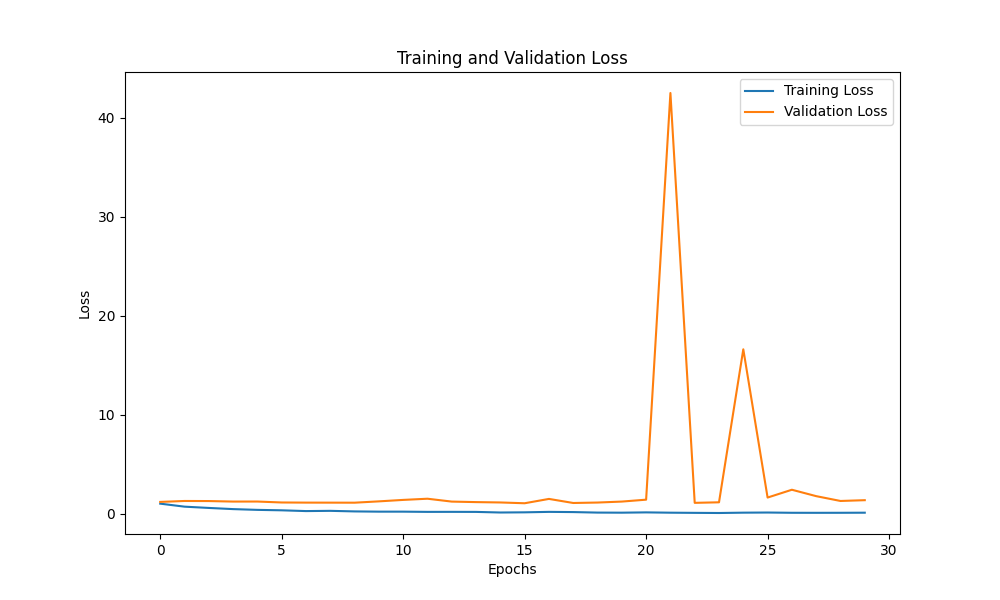 Training and Validation Loss
Training Loss
Validation Loss
Loss
40
30
20
10
0
0 5 10 15 20 25 30
Epochs